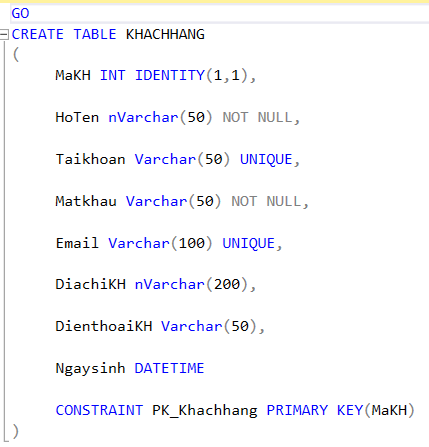 GO
CREATE TABLE KHACHHANG
(
MaKH INT IDENTITY(1,1),
HoTen nVarchar(50) NOT NULL,
Taikhoan Varchar(50) UNIQUE,
Matkhau Varchar(50) NOT NULL,
Email Varchar(100) UNIQUE,
DiachiKH nVarchar(200),
DienthoaiKH Varchar(50),
Ngaysinh DATETIME
CONSTRAINT PK_Khachhang PRIMARY KEY(MaKH)
)